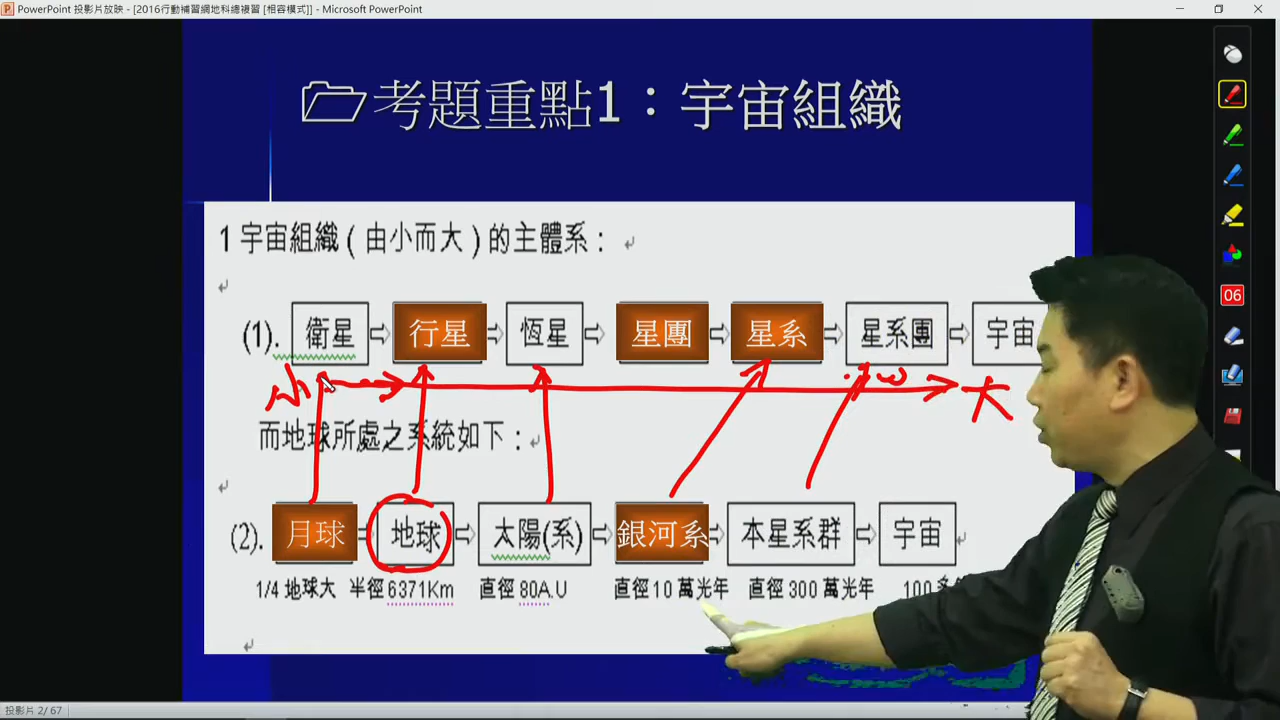 PowerPoint 投影片放映 - [2016行動補習網地科總複習 [相容模式]] - Microsoft PowerPoint
考題重點1：宇宙組織
1 宇宙組織(由小而大)的主體系：
(1). 衛星 ⇨ 行星 ⇨ 恆星 ⇨ 星團 ⇨ 星系 ⇨ 星系團 ⇨ 宇宙
小 大
而地球所處之系統如下：
(2). 月球 ⇨ 地球 ⇨ 太陽(系) ⇨ 銀河系 ⇨ 本星系群 ⇨ 宇宙
1/4 地球大 半徑 6371Km 直徑 80A.U 直徑 10 萬光年 直徑 300 萬光年 100
06
投影片 2/67